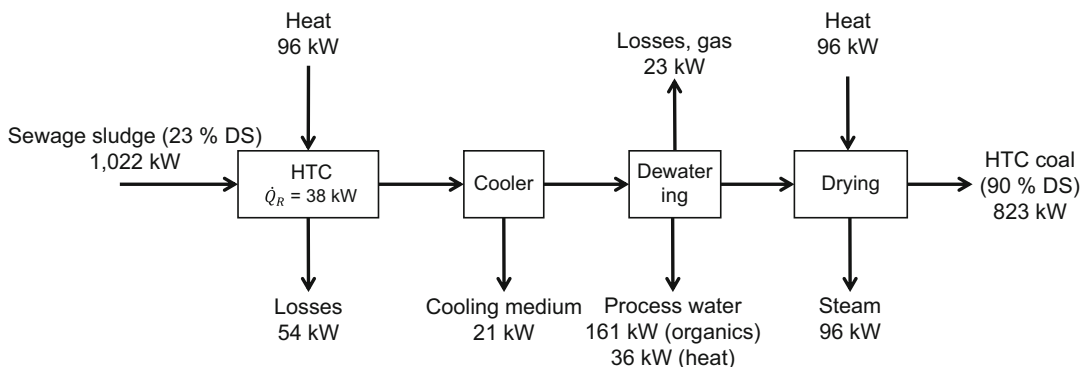 Heat
96 kW
Losses, gas
23 kW
Heat
96 kW
Sewage sludge (23 % DS)
1,022 kW
HTC
Q̇_R = 38 kW
Cooler
Dewater
ing
Drying
HTC coal
(90 % DS)
823 kW
Losses
54 kW
Cooling medium
21 kW
Process water
161 kW (organics)
36 kW (heat)
Steam
96 kW